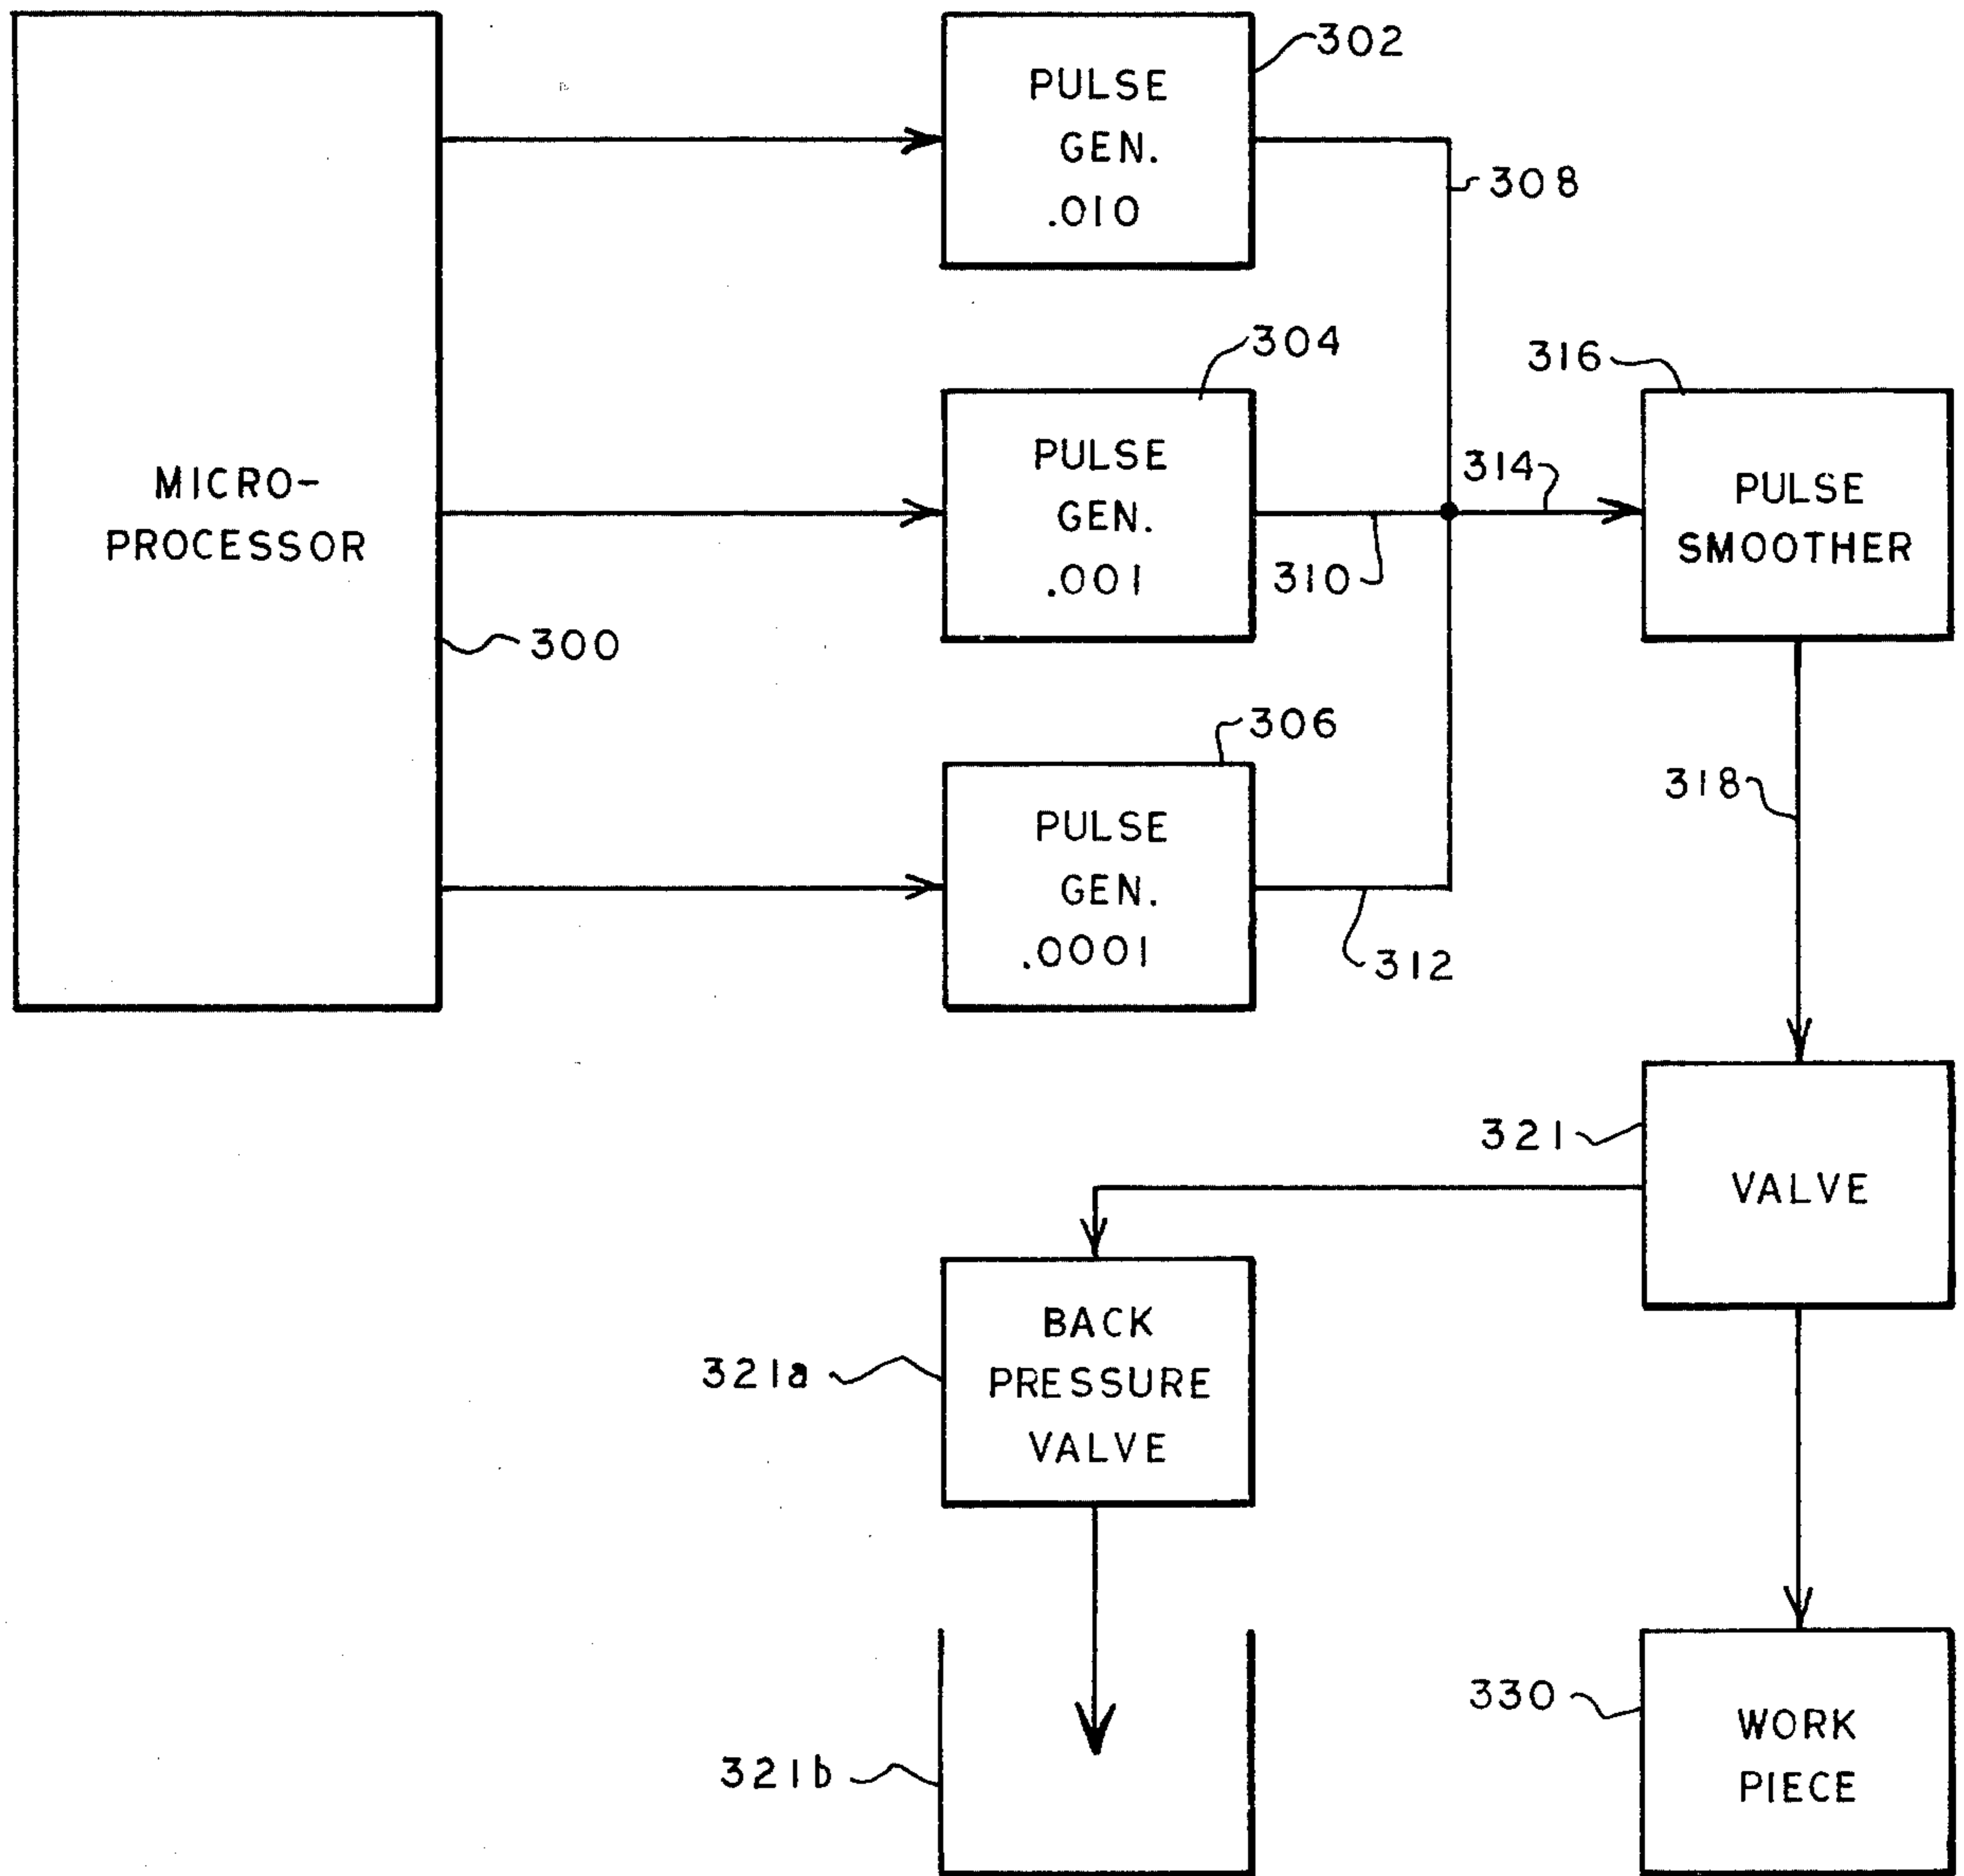 302
PULSE
GEN.
.010
308
304
316
PULSE
GEN.
.001
314
PULSE
SMOOTHER
MICRO-
PROCESSOR
310
300
306
318
PULSE
GEN.
.0001
312
321
VALVE
BACK
PRESSURE
VALVE
321a
330
WORK
PIECE
321b